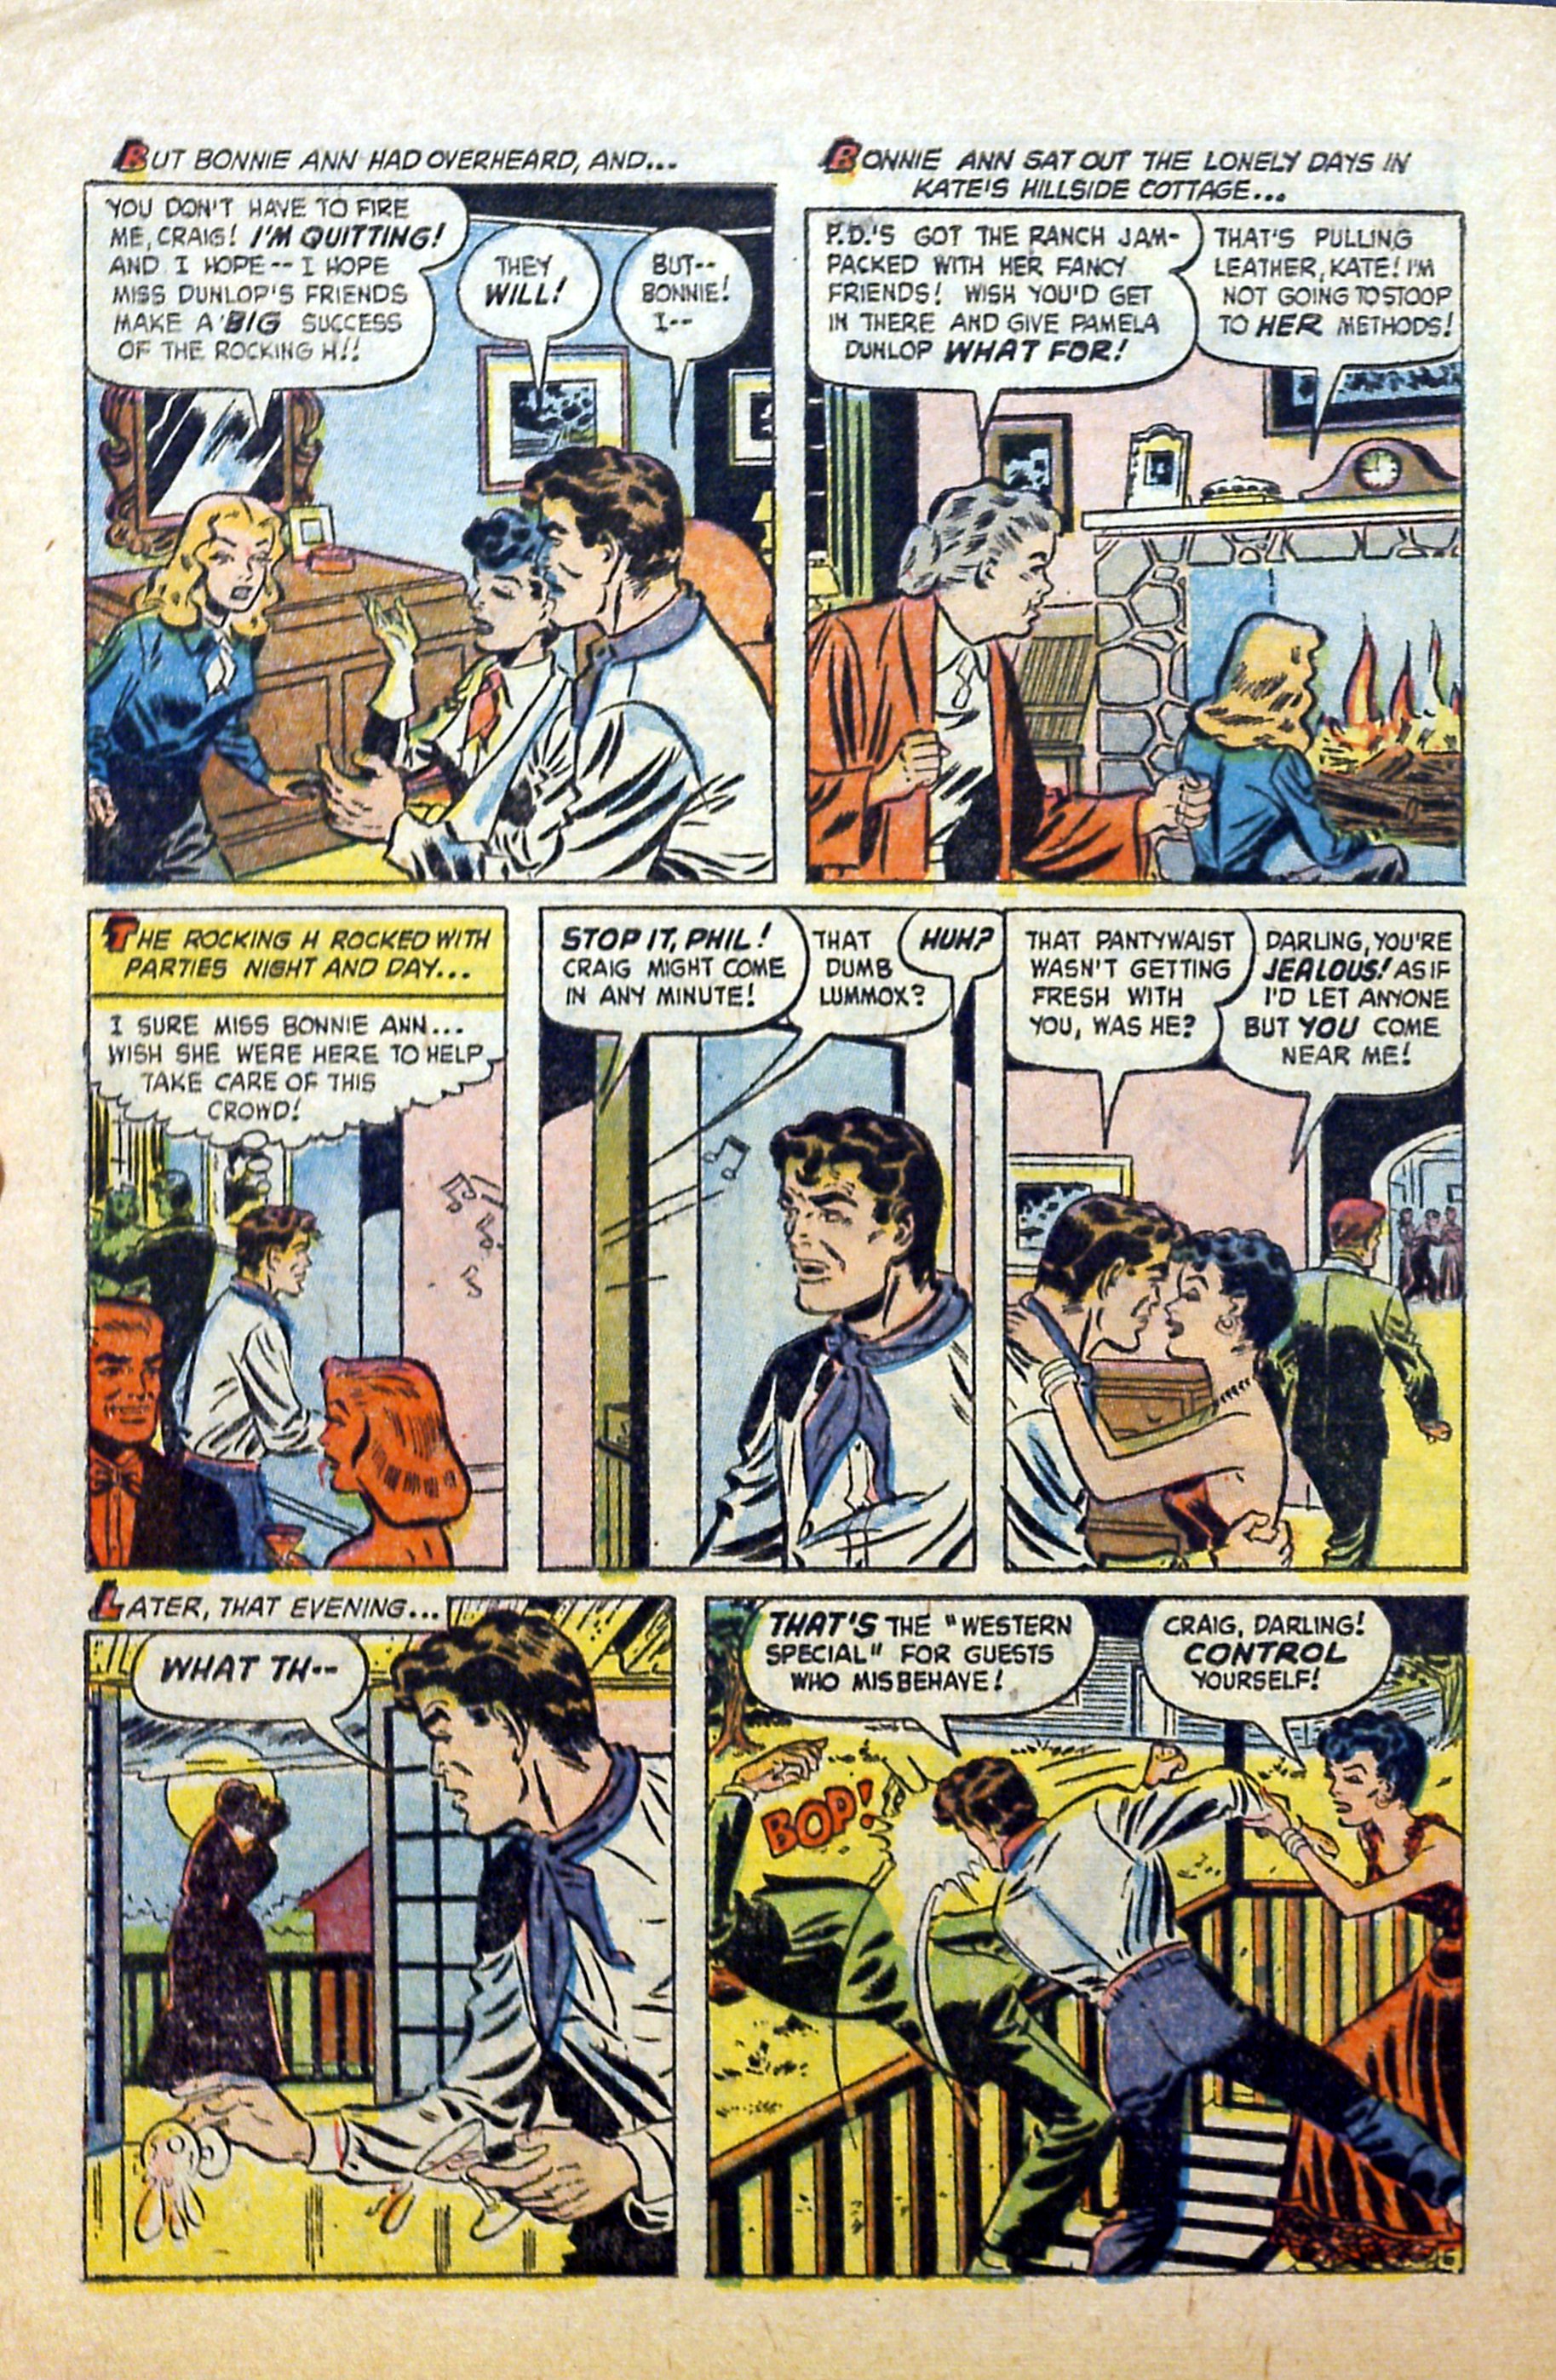 BUT BONNIE ANN HAD OVERHEARD, AND...
YOU DON'T HAVE TO FIRE
ME, CRAIG! I'M QUITTING!
AND I HOPE-- I HOPE
MISS DUNLOP'S FRIENDS
MAKE A BIG SUCCESS
OF THE ROCKING H!!
THEY
WILL!
BUT--
BONNIE!
I--
BONNIE ANN SAT OUT THE LONELY DAYS IN
KATE'S HILLSIDE COTTAGE...
P.D.'S GOT THE RANCH JAM-
PACKED WITH HER FANCY
FRIENDS! WISH YOU'D GET
IN THERE AND GIVE PAMELA
DUNLOP WHAT FOR!
THAT'S PULLING
LEATHER, KATE! I'M
NOT GOING TO STOOP
TO HER METHODS!
THE ROCKING H ROCKED WITH
PARTIES NIGHT AND DAY...
I SURE MISS BONNIE ANN...
WISH SHE WERE HERE TO HELP
TAKE CARE OF THIS
CROWD!
STOP IT, PHIL!
CRAIG MIGHT COME
IN ANY MINUTE!
THAT
DUMB
LUMMOX?
HUH?
THAT PANTYWAIST
WASN'T GETTING
FRESH WITH
YOU, WAS HE?
DARLING, YOU'RE
JEALOUS! AS IF
I'D LET ANYONE
BUT YOU COME
NEAR ME!
LATER, THAT EVENING...
WHAT TH--
THAT'S THE "WESTERN
SPECIAL" FOR GUESTS
WHO MISBEHAVE!
CRAIG, DARLING!
CONTROL
YOURSELF!
BOP!
6